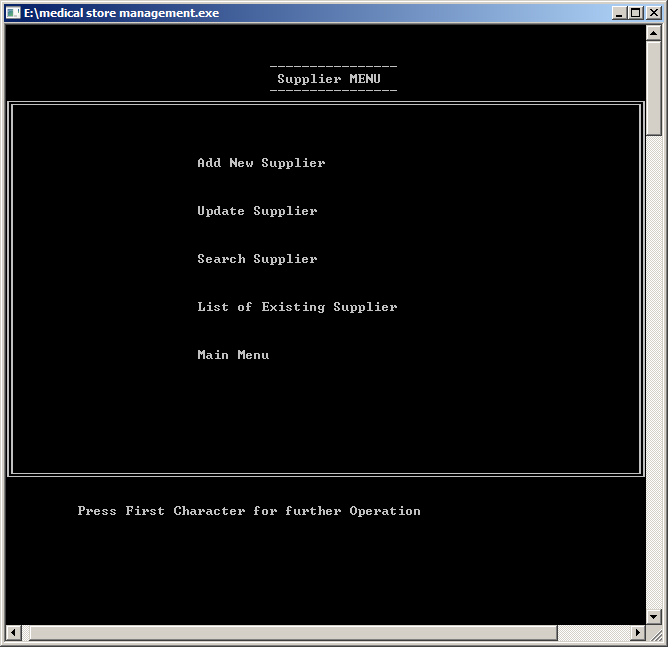 E:\medical store management.exe
Supplier MENU
Add New Supplier
Update Supplier
Search Supplier
List of Existing Supplier
Main Menu
Press First Character for further Operation